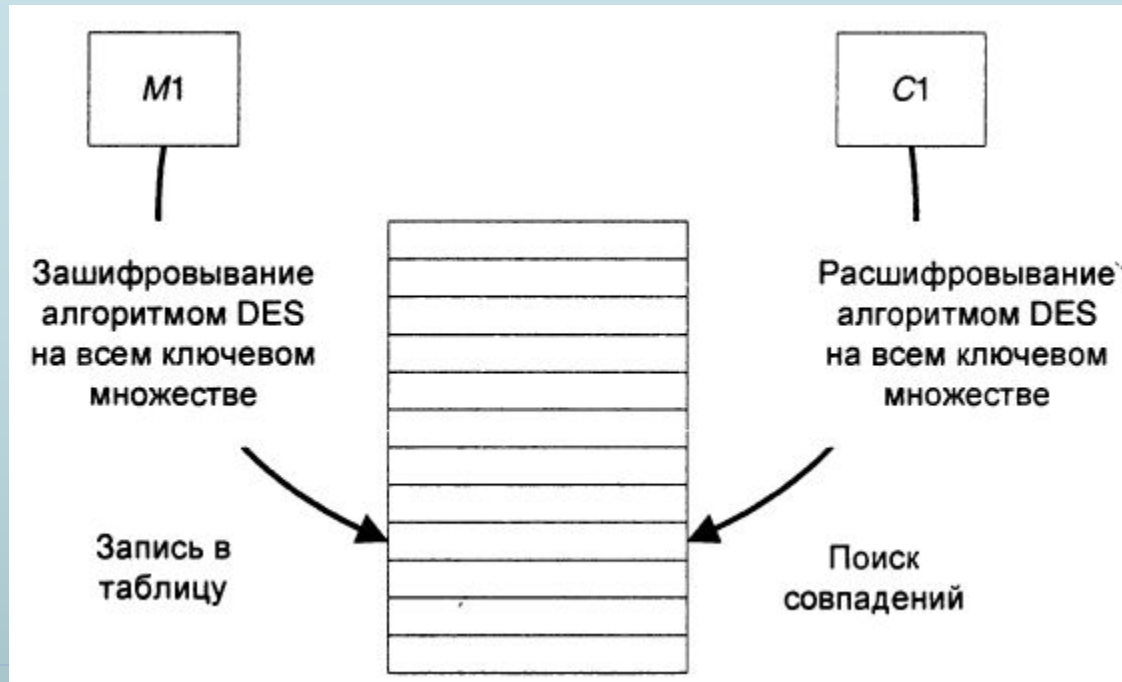 M1
C1
Зашифровывание
алгоритмом DES
на всем ключевом
множестве
Расшифровывание
алгоритмом DES
на всем ключевом
множестве
Запись в
таблицу
Поиск
совпадений